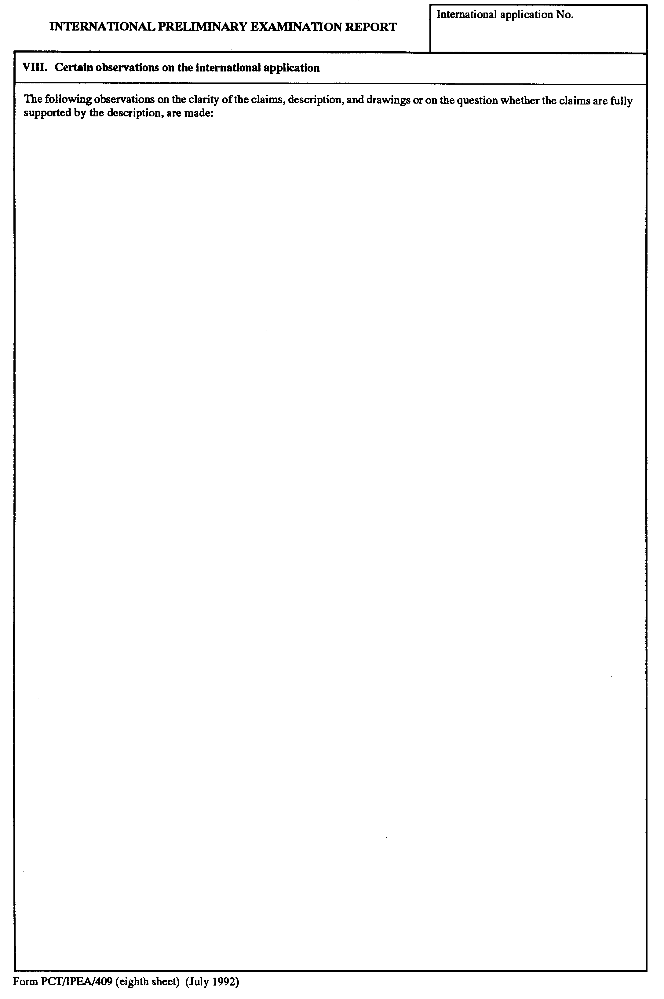 International application No.
INTERNATIONAL PRELIMINARY EXAMINATION REPORT
VIII. Certain observations on the international application
The following observations on the clarity of the claims, description, and drawings or on the question whether the claims are fully
supported by the description, are made:
Form PCT/IPEA/409 (eighth sheet) (July 1992)